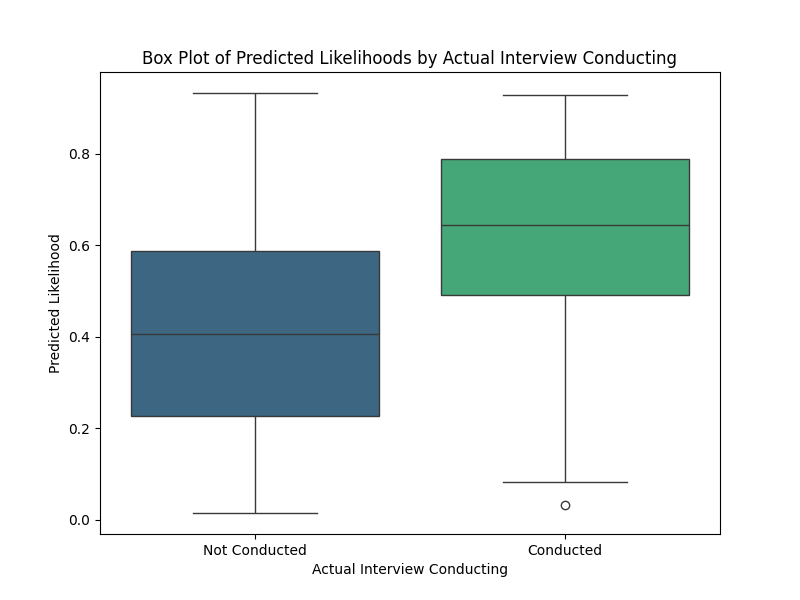 Box Plot of Predicted Likelihoods by Actual Interview Conducting
Predicted Likelihood
0.8
0.6
0.4
0.2
0.0
Not Conducted
Conducted
Actual Interview Conducting